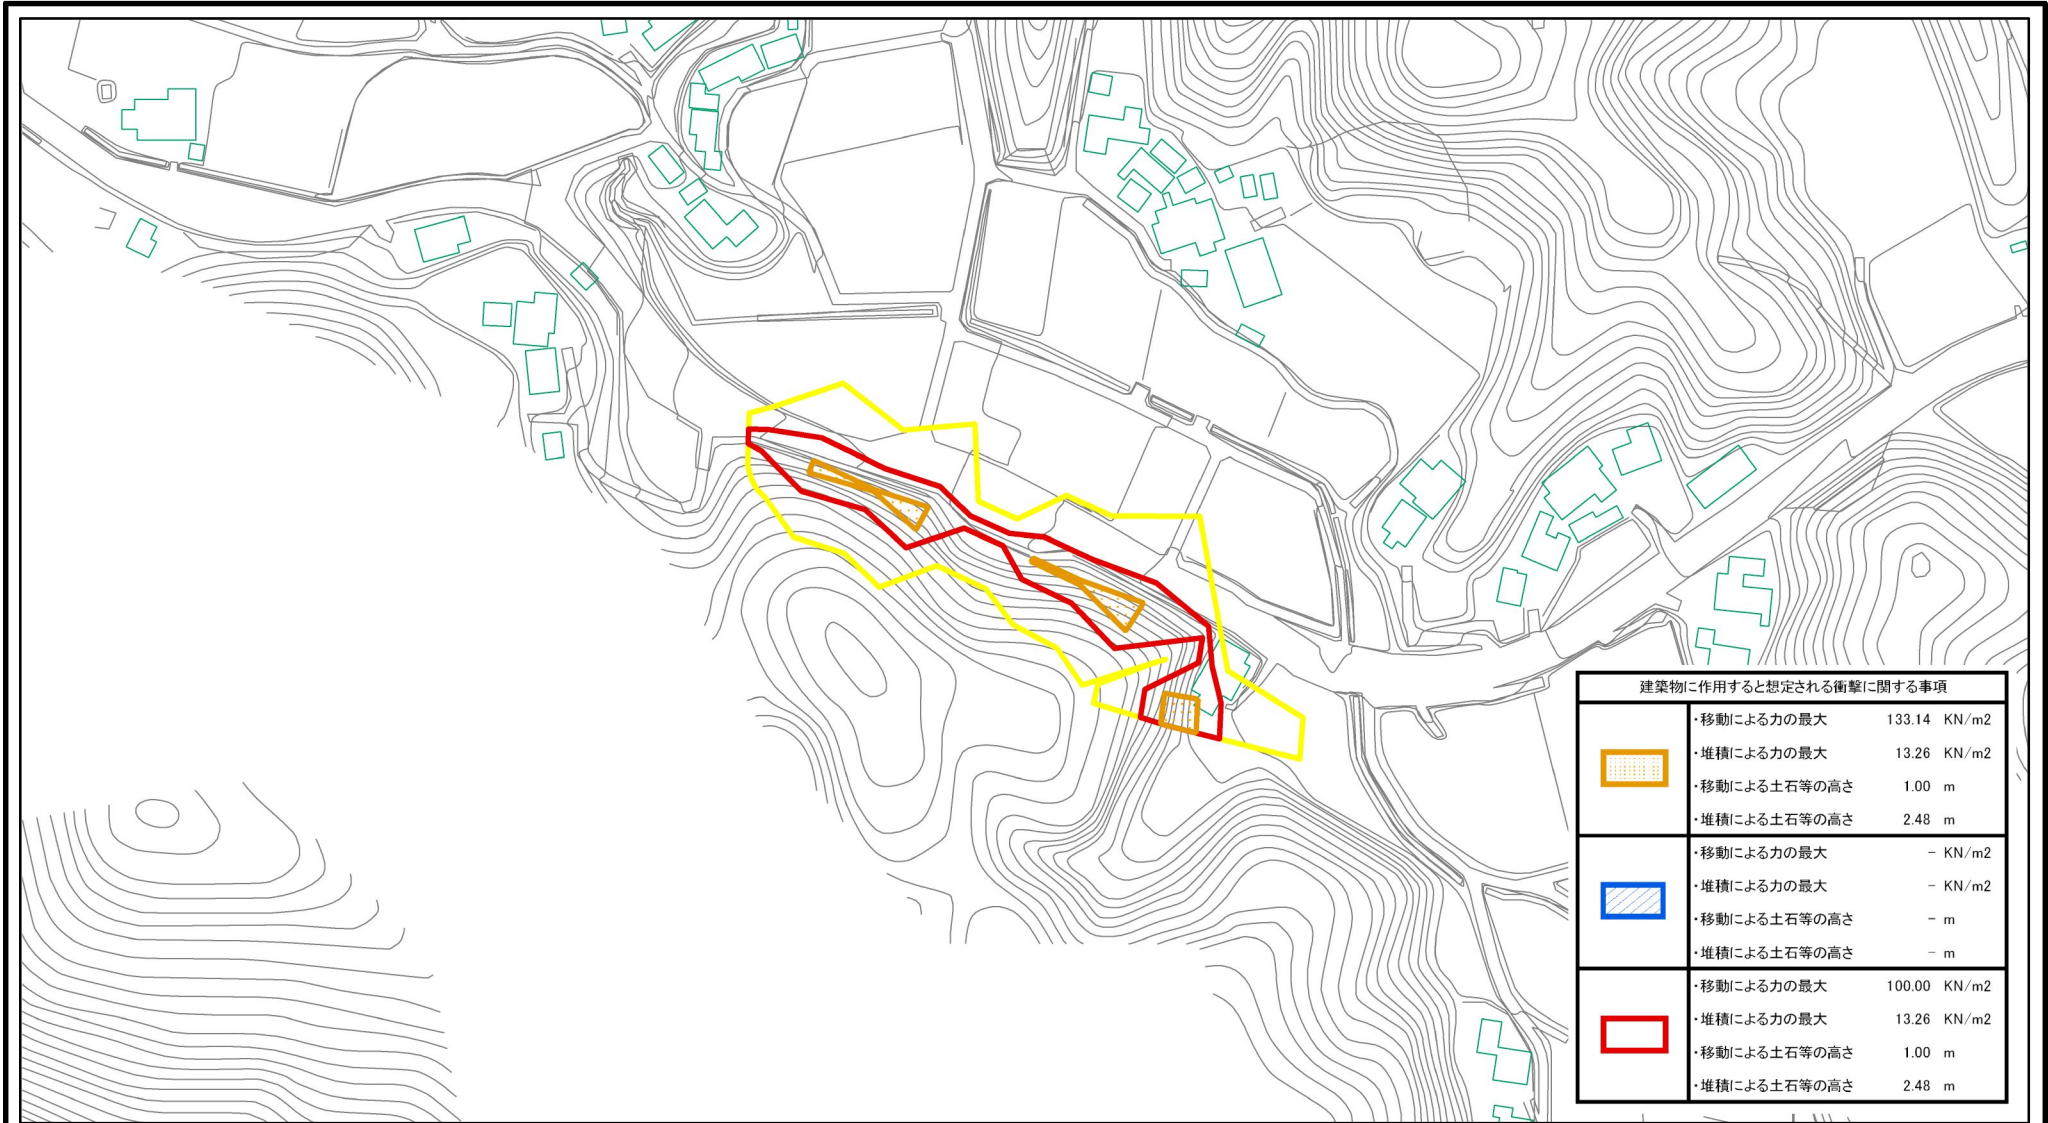 建築物に作用すると想定される衝撃に関する事項
・移動による力の最大 133.14 KN/m2
・堆積による力の最大 13.26 KN/m2
・移動による土石等の高さ 1.00 m
・堆積による土石等の高さ 2.48 m
・移動による力の最大 - KN/m2
・堆積による力の最大 - KN/m2
・移動による土石等の高さ - m
・堆積による土石等の高さ - m
・移動による力の最大 100.00 KN/m2
・堆積による力の最大 13.26 KN/m2
・移動による土石等の高さ 1.00 m
・堆積による土石等の高さ 2.48 m